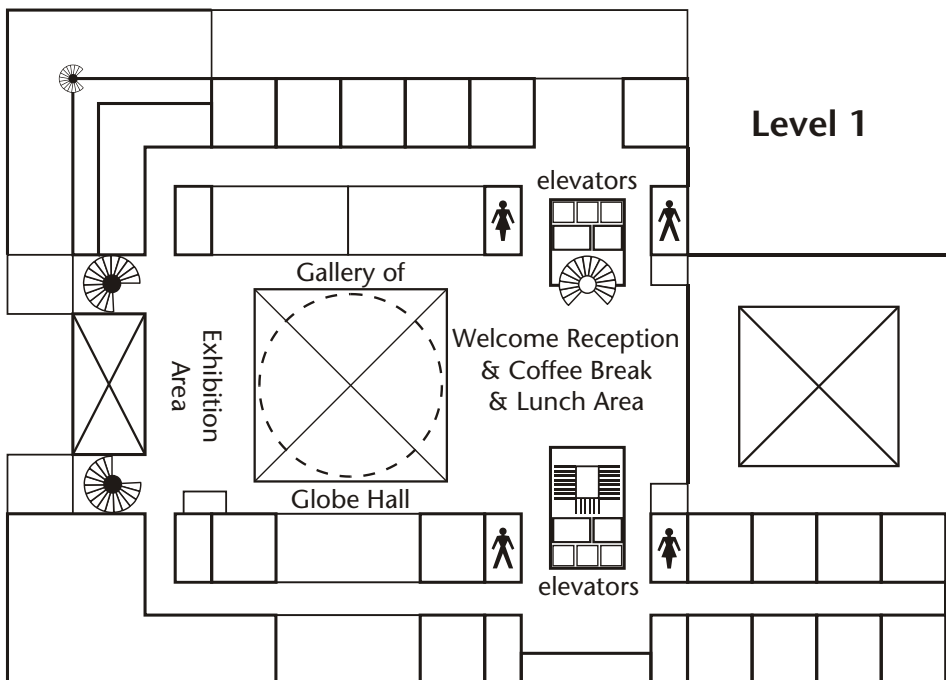 Level 1
elevators
Gallery of
Exhibition
Area
Welcome Reception
& Coffee Break
& Lunch Area
Globe Hall
elevators